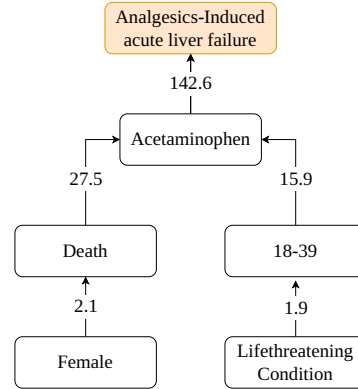 Analgesics-Induced
acute liver failure
142.6
Acetaminophen
27.5
15.9
Death
18-39
2.1
1.9
Female
Lifethreatening
Condition